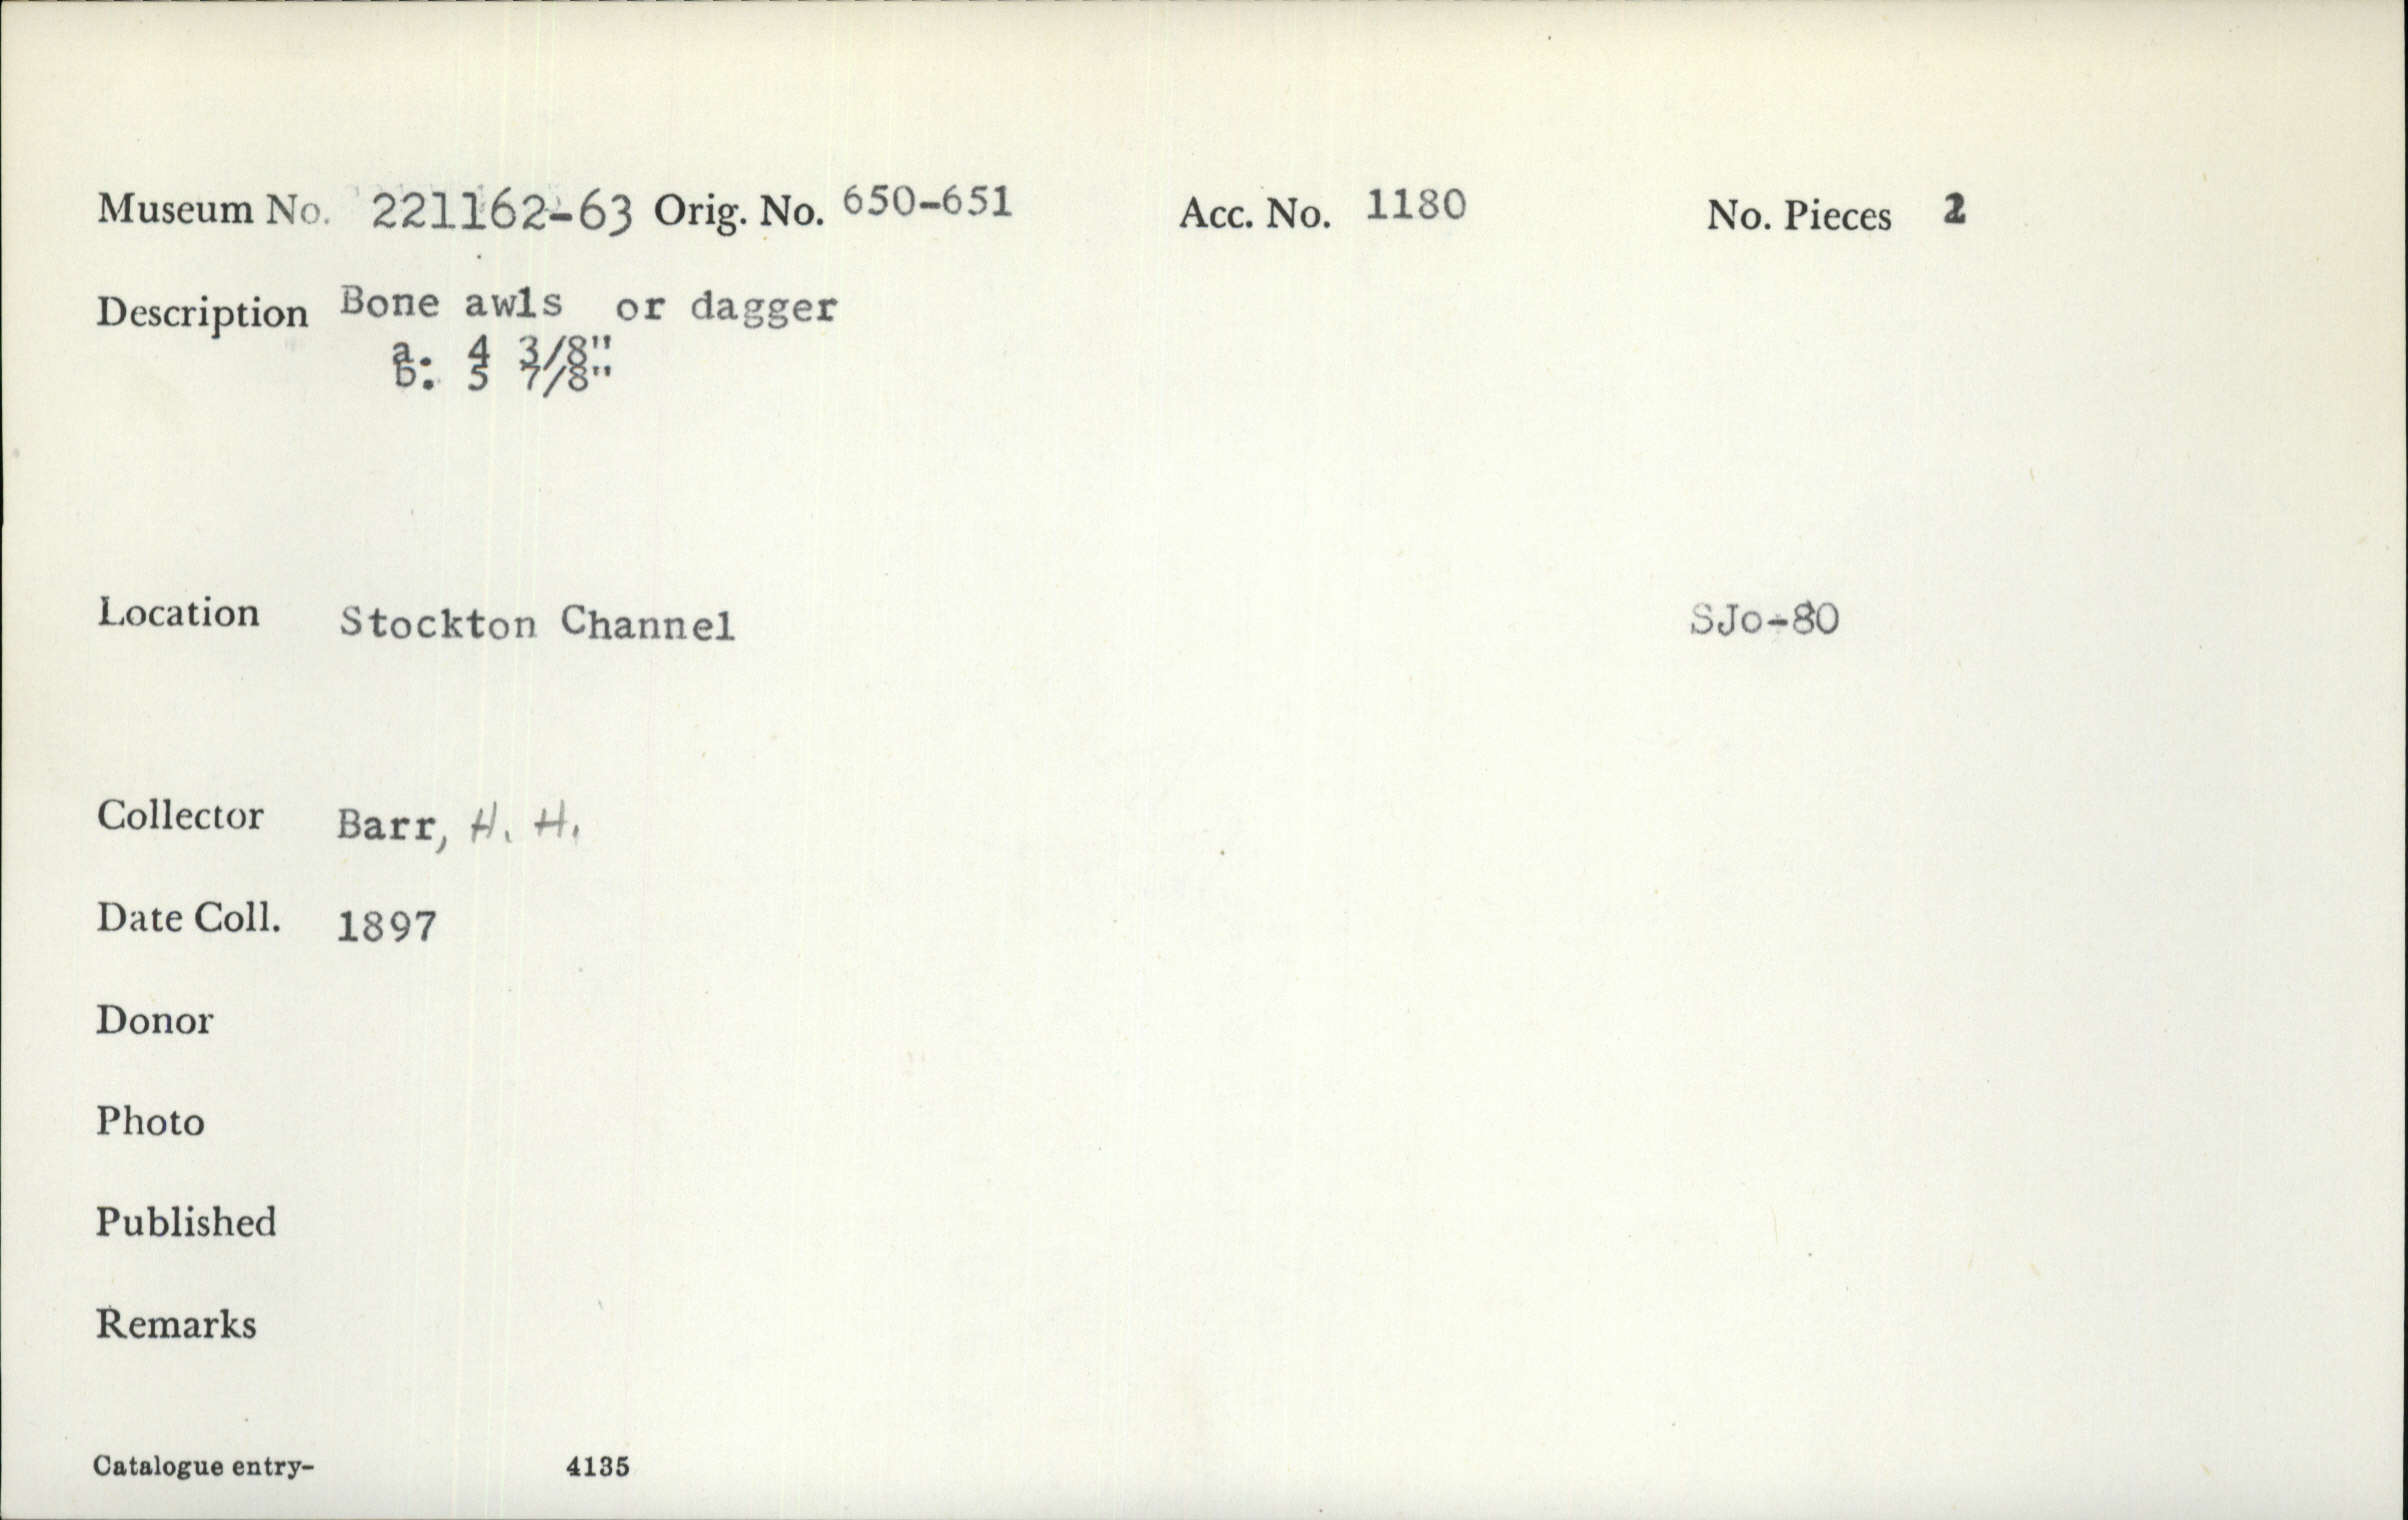 Museum No. 221162-63 Orig. No. 650-651 Acc. No. 1180 No. Pieces 2
Description Bone awls or dagger
a. 4 3/8"
b. 5 7/8"
Location Stockton Channel SJo-80
Collector Barr, H. H.
Date Coll. 1897
Donor
Photo
Published
Remarks
Catalogue entry- 4135